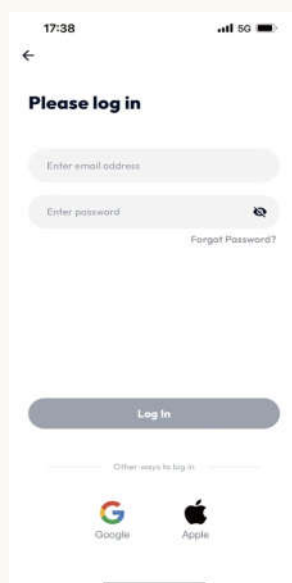 17:38
5G
Please log in
Enter email address
Enter password
Forgot Password?
Log In
Other ways to log in
Google
Apple